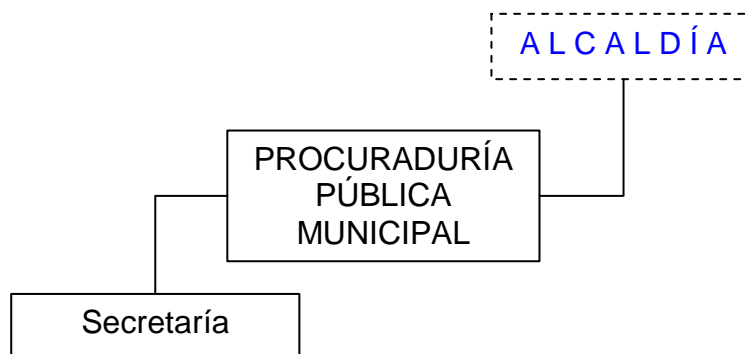 A L C A L D Í A
PROCURADURÍA
PÚBLICA
MUNICIPAL
Secretaría